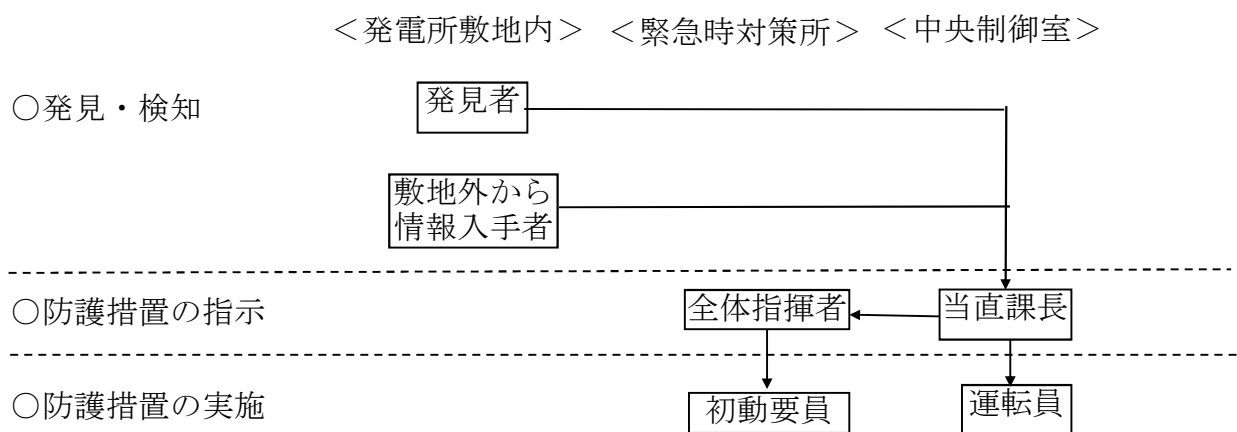 ＜発電所敷地内＞ ＜緊急時対策所＞ ＜中央制御室＞
○発見・検知
発見者
敷地外から
情報入手者
○防護措置の指示
全体指揮者
当直課長
○防護措置の実施
初動要員
運転員